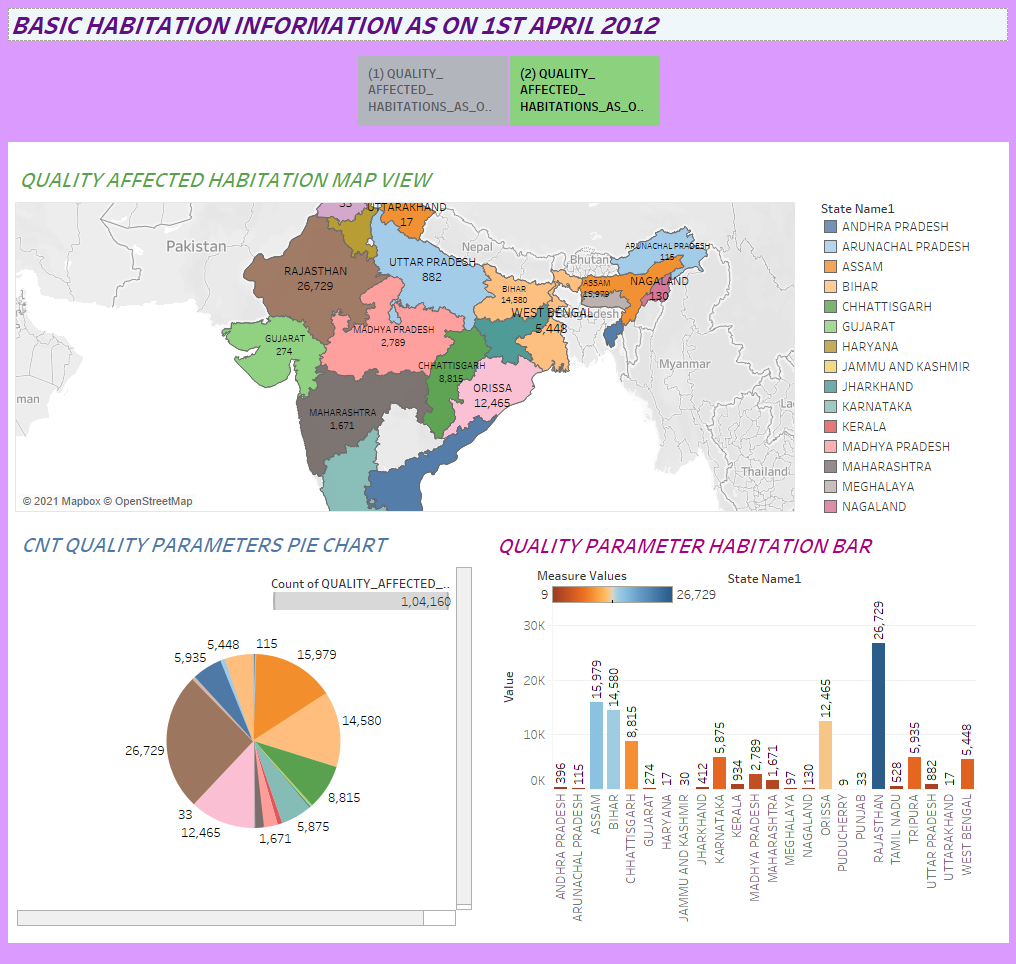 BASIC HABITATION INFORMATION AS ON 1ST APRIL 2012
(1) QUALITY_
AFFECTED_
HABITATIONS_AS_O..
(2) QUALITY_
AFFECTED_
HABITATIONS_AS_O..
QUALITY AFFECTED HABITATION MAP VIEW
33
UTTARAKHAND
17
Pakistan
Nepal
Bhutan
ARUNACHAL PRADESH
115
UTTAR PRADESH
882
RAJASTHAN
26,729
BIHAR
14,580
ASSAM
15,979
NAGALAND
130
WEST BENGAL
5,448
MADHYA PRADESH
2,789
GUJARAT
274
CHHATTISGARH
8,815
Myanmar
ORISSA
12,465
MAHARASHTRA
1,671
man
La
Thailand
© 2021 Mapbox © OpenStreetMap
State Name1
ANDHRA PRADESH
ARUNACHAL PRADESH
ASSAM
BIHAR
CHHATTISGARH
GUJARAT
HARYANA
JAMMU AND KASHMIR
JHARKHAND
KARNATAKA
KERALA
MADHYA PRADESH
MAHARASHTRA
MEGHALAYA
NAGALAND
CNT QUALITY PARAMETERS PIE CHART
Count of QUALITY_AFFECTED_..
1,04,160
5,448
115
5,935
15,979
14,580
26,729
8,815
33
5,875
12,465
1,671
QUALITY PARAMETER HABITATION BAR
Measure Values
9
26,729
State Name1
Value
30K
20K
10K
0K
396
115
15,979
14,580
8,815
274
17
30
412
5,875
934
2,789
1,671
97
130
12,465
9
33
26,729
528
5,935
882
17
5,448
ANDHRA PRADESH
ARUNACHAL PRADESH
ASSAM
BIHAR
CHHATTISGARH
GUJARAT
HARYANA
JAMMU AND KASHMIR
JHARKHAND
KARNATAKA
KERALA
MADHYA PRADESH
MAHARASHTRA
MEGHALAYA
NAGALAND
ORISSA
PUDUCHERRY
PUNJAB
RAJASTHAN
TAMIL NADU
TRIPURA
UTTAR PRADESH
UTTARAKHAND
WEST BENGAL